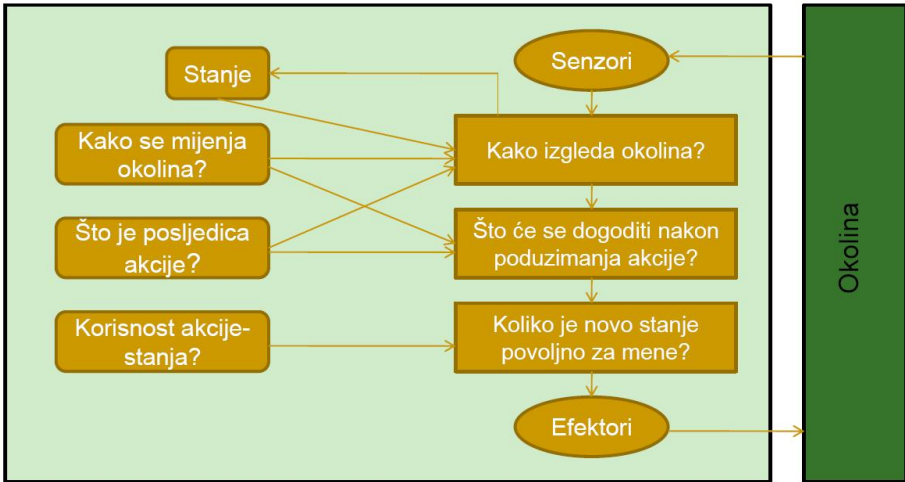 Stanje
Senzori
Kako se mijenja
okolina?
Kako izgleda okolina?
Što je posljedica
akcije?
Što će se dogoditi nakon
poduzimanja akcije?
Korisnost akcije-
stanja?
Koliko je novo stanje
povoljno za mene?
Efektori
Okolina